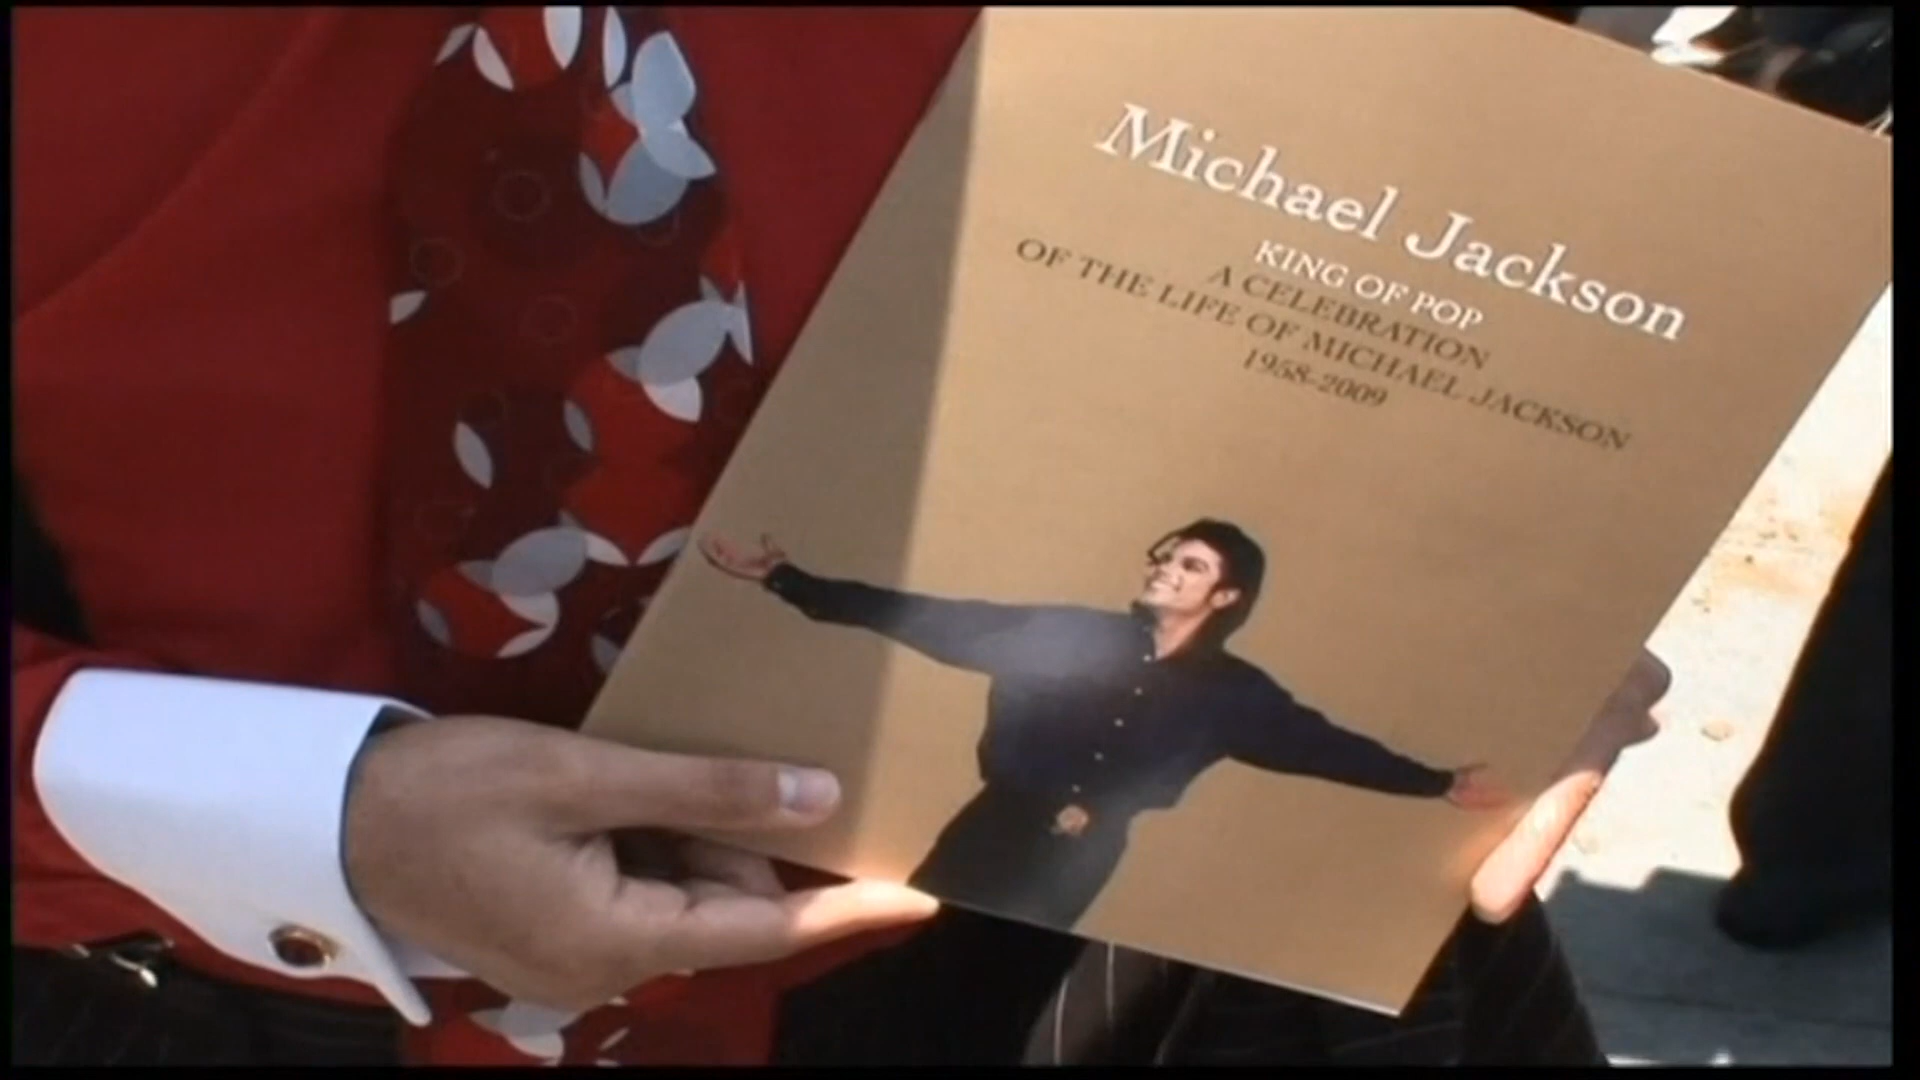 Michael Jackson
KING OF POP
A CELEBRATION
OF THE LIFE OF MICHAEL JACKSON
1958-2009